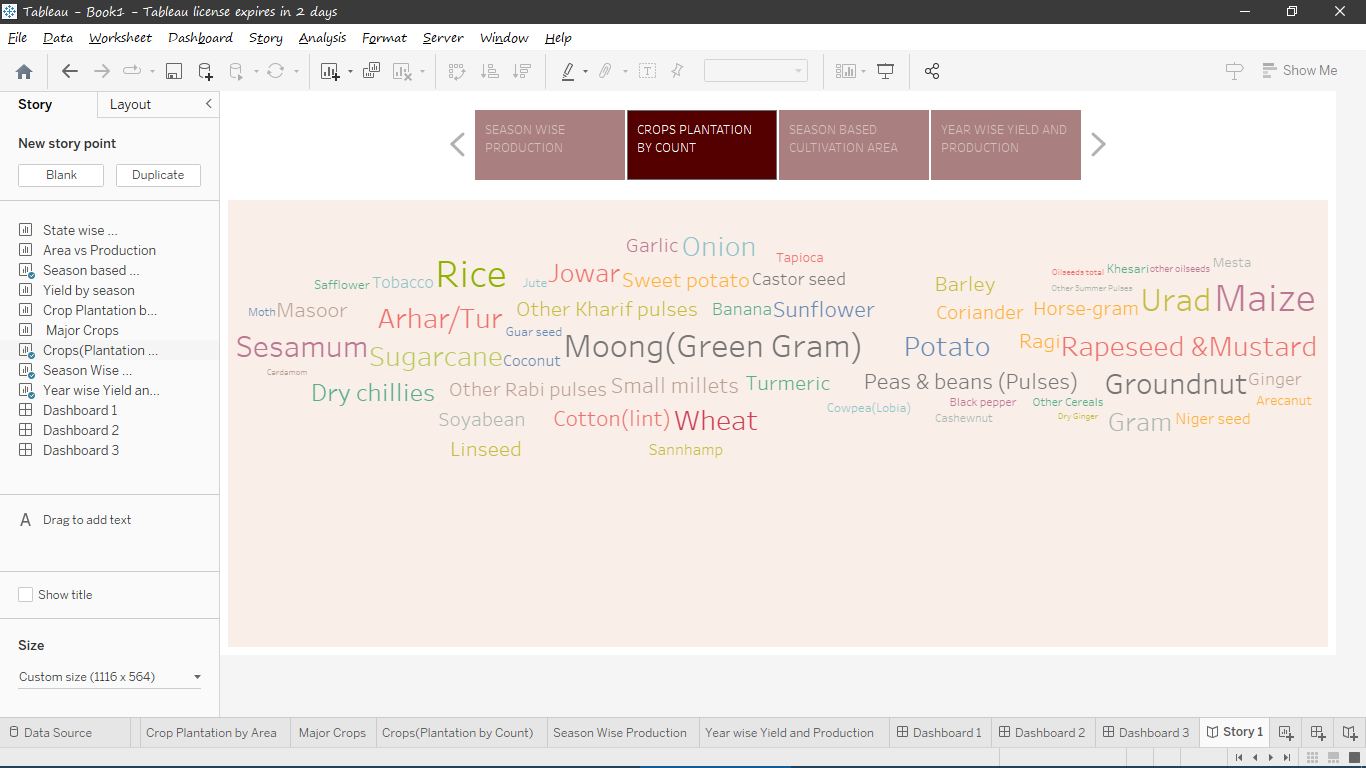 Tableau - Book1 - Tableau license expires in 2 days
File Data Worksheet Dashboard Story Analysis Format Server Window Help
Show Me
Story Layout
New story point
Blank Duplicate
State wise ...
Area vs Production
Season based ...
Yield by season
Crop Plantation b...
Major Crops
Crops(Plantation ...
Season Wise ...
Year wise Yield an...
Dashboard 1
Dashboard 2
Dashboard 3
A Drag to add text
Show title
Size
Custom size (1116 x 564)
SEASON WISE
PRODUCTION
CROPS PLANTATION
BY COUNT
SEASON BASED
CULTIVATION AREA
YEAR WISE YIELD AND
PRODUCTION
Garlic Onion
Tapioca
Safflower Tobacco Rice Jute Jowar Sweet potato Castor seed Barley Oilseeds total Khesari other oilseeds Mesta
Other Summer Pulses
Moth Masoor Arhar/Tur Other Kharif pulses Banana Sunflower Coriander Horse-gram Urad Maize
Guar seed
Sesamum Sugarcane Coconut Moong(Green Gram) Potato Ragi Rapeseed &Mustard
Cardamom
Dry chillies Other Rabi pulses Small millets Turmeric Peas & beans (Pulses) Groundnut Ginger
Cowpea(Lobia) Black pepper Other Cereals Arecanut
Soyabean Cotton(lint) Wheat Cashewnut Dry Ginger Gram Niger seed
Linseed Sannhamp
Data Source Crop Plantation by Area Major Crops Crops(Plantation by Count) Season Wise Production Year wise Yield and Production Dashboard 1 Dashboard 2 Dashboard 3 Story 1